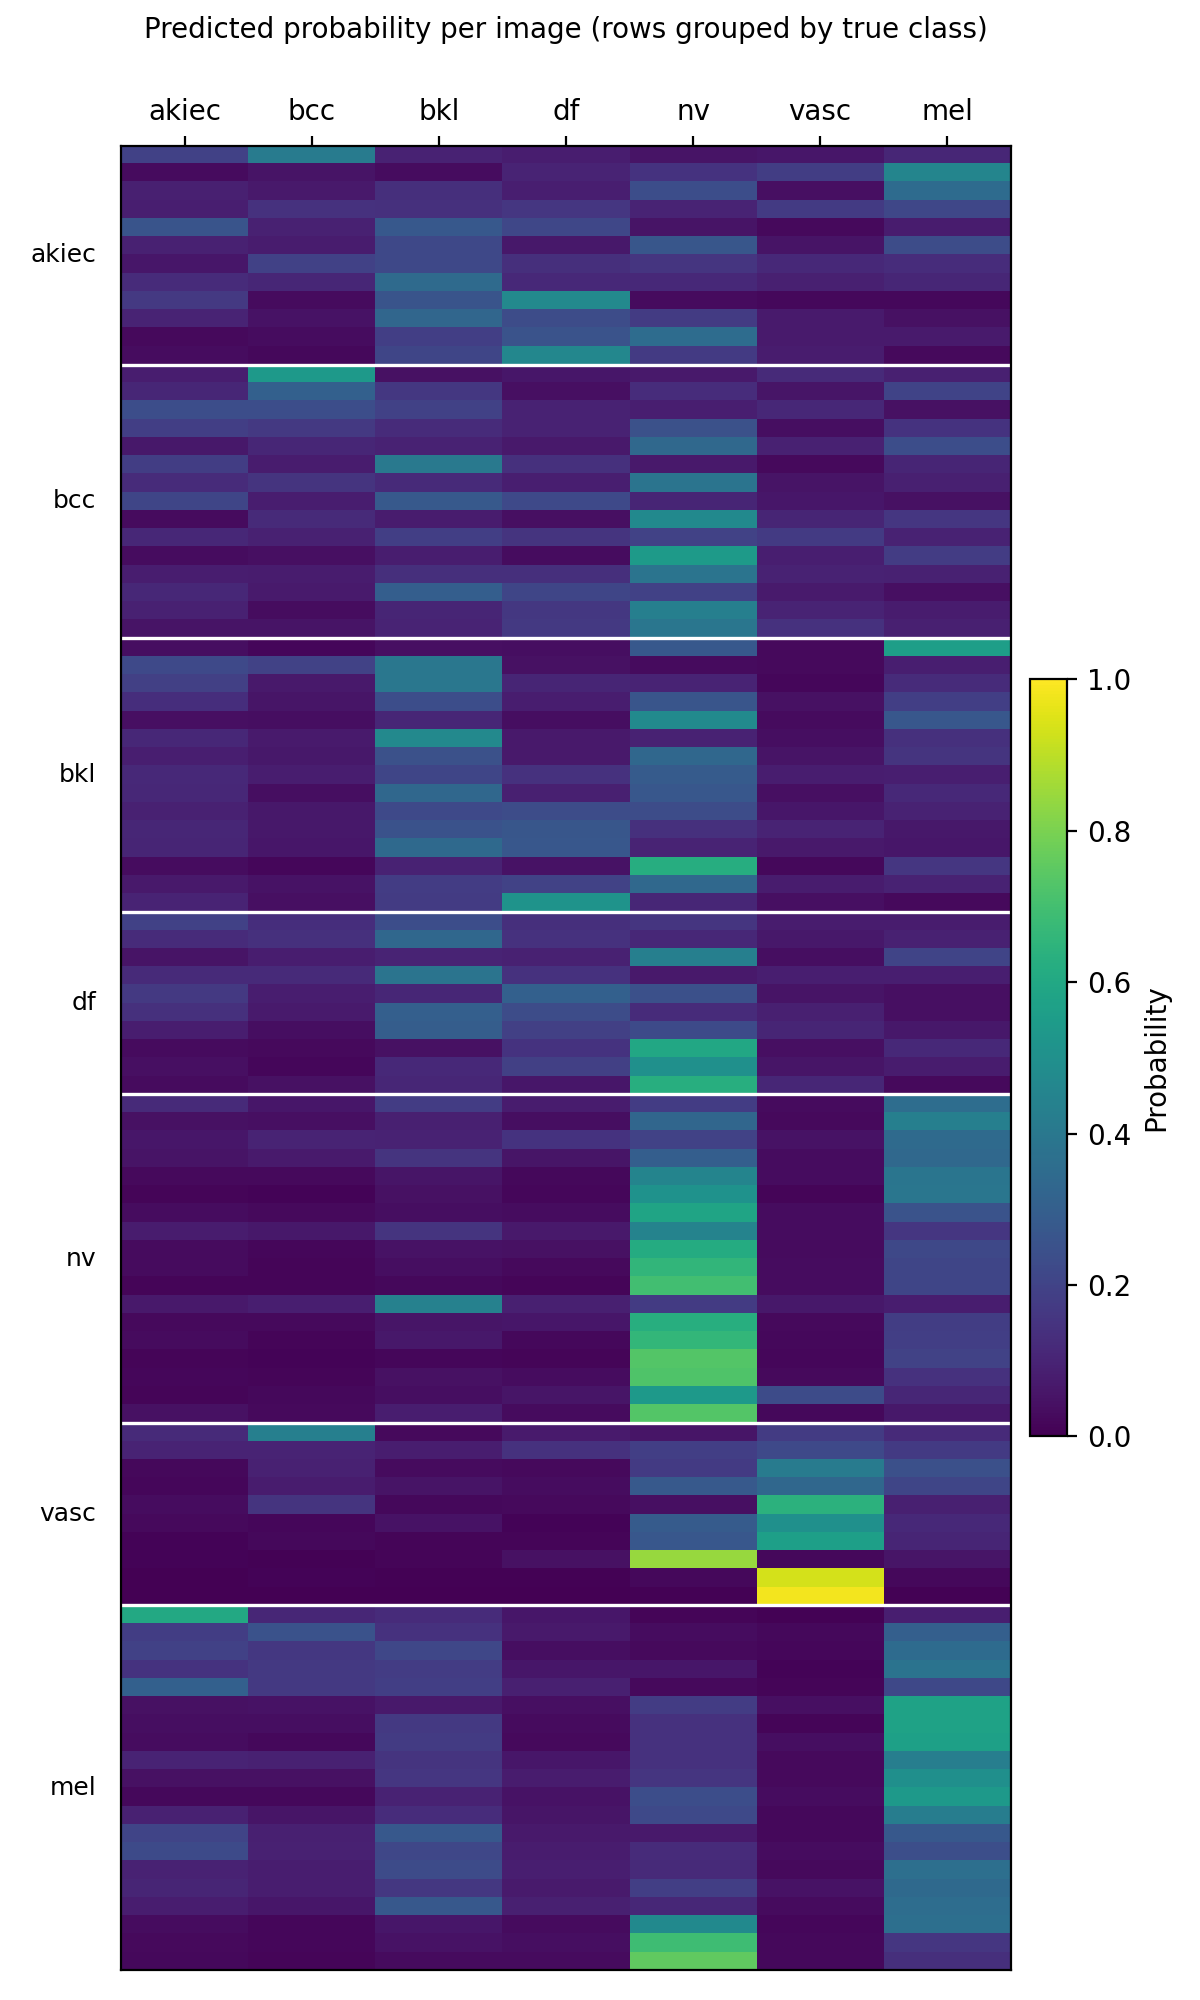 Predicted probability per image (rows grouped by true class)
akiec bcc bkl df nv vasc mel
akiec
bcc
bkl
df
nv
vasc
mel
1.0
0.8
0.6
0.4
0.2
0.0
Probability